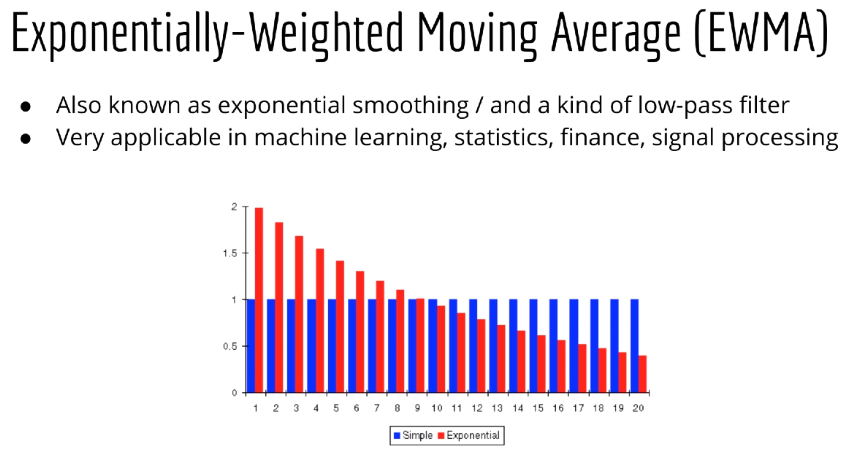 Exponentially-Weighted Moving Average (EWMA)
● Also known as exponential smoothing / and a kind of low-pass filter
● Very applicable in machine learning, statistics, finance, signal processing
2
1.5
1
0.5
0
1 2 3 4 5 6 7 8 9 10 11 12 13 14 15 16 17 18 19 20
Simple Exponential